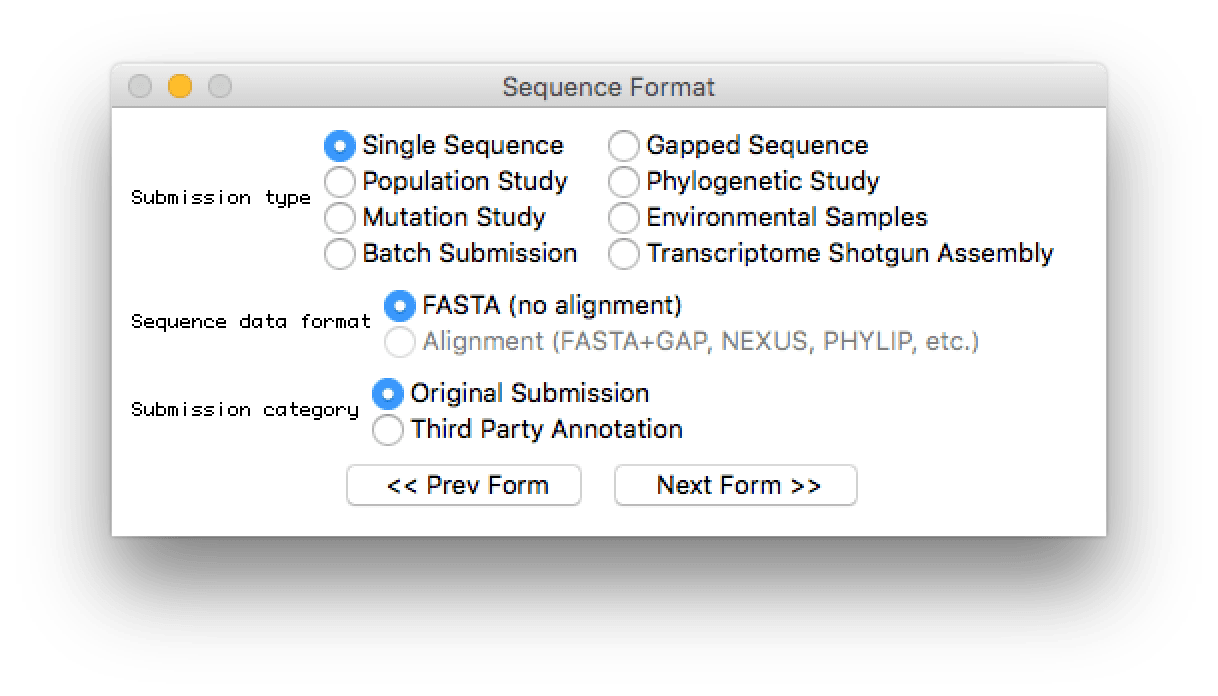 Sequence Format
Submission type
Single Sequence Gapped Sequence
Population Study Phylogenetic Study
Mutation Study Environmental Samples
Batch Submission Transcriptome Shotgun Assembly
Sequence data format
FASTA (no alignment)
Alignment (FASTA+GAP, NEXUS, PHYLIP, etc.)
Submission category
Original Submission
Third Party Annotation
<< Prev Form Next Form >>